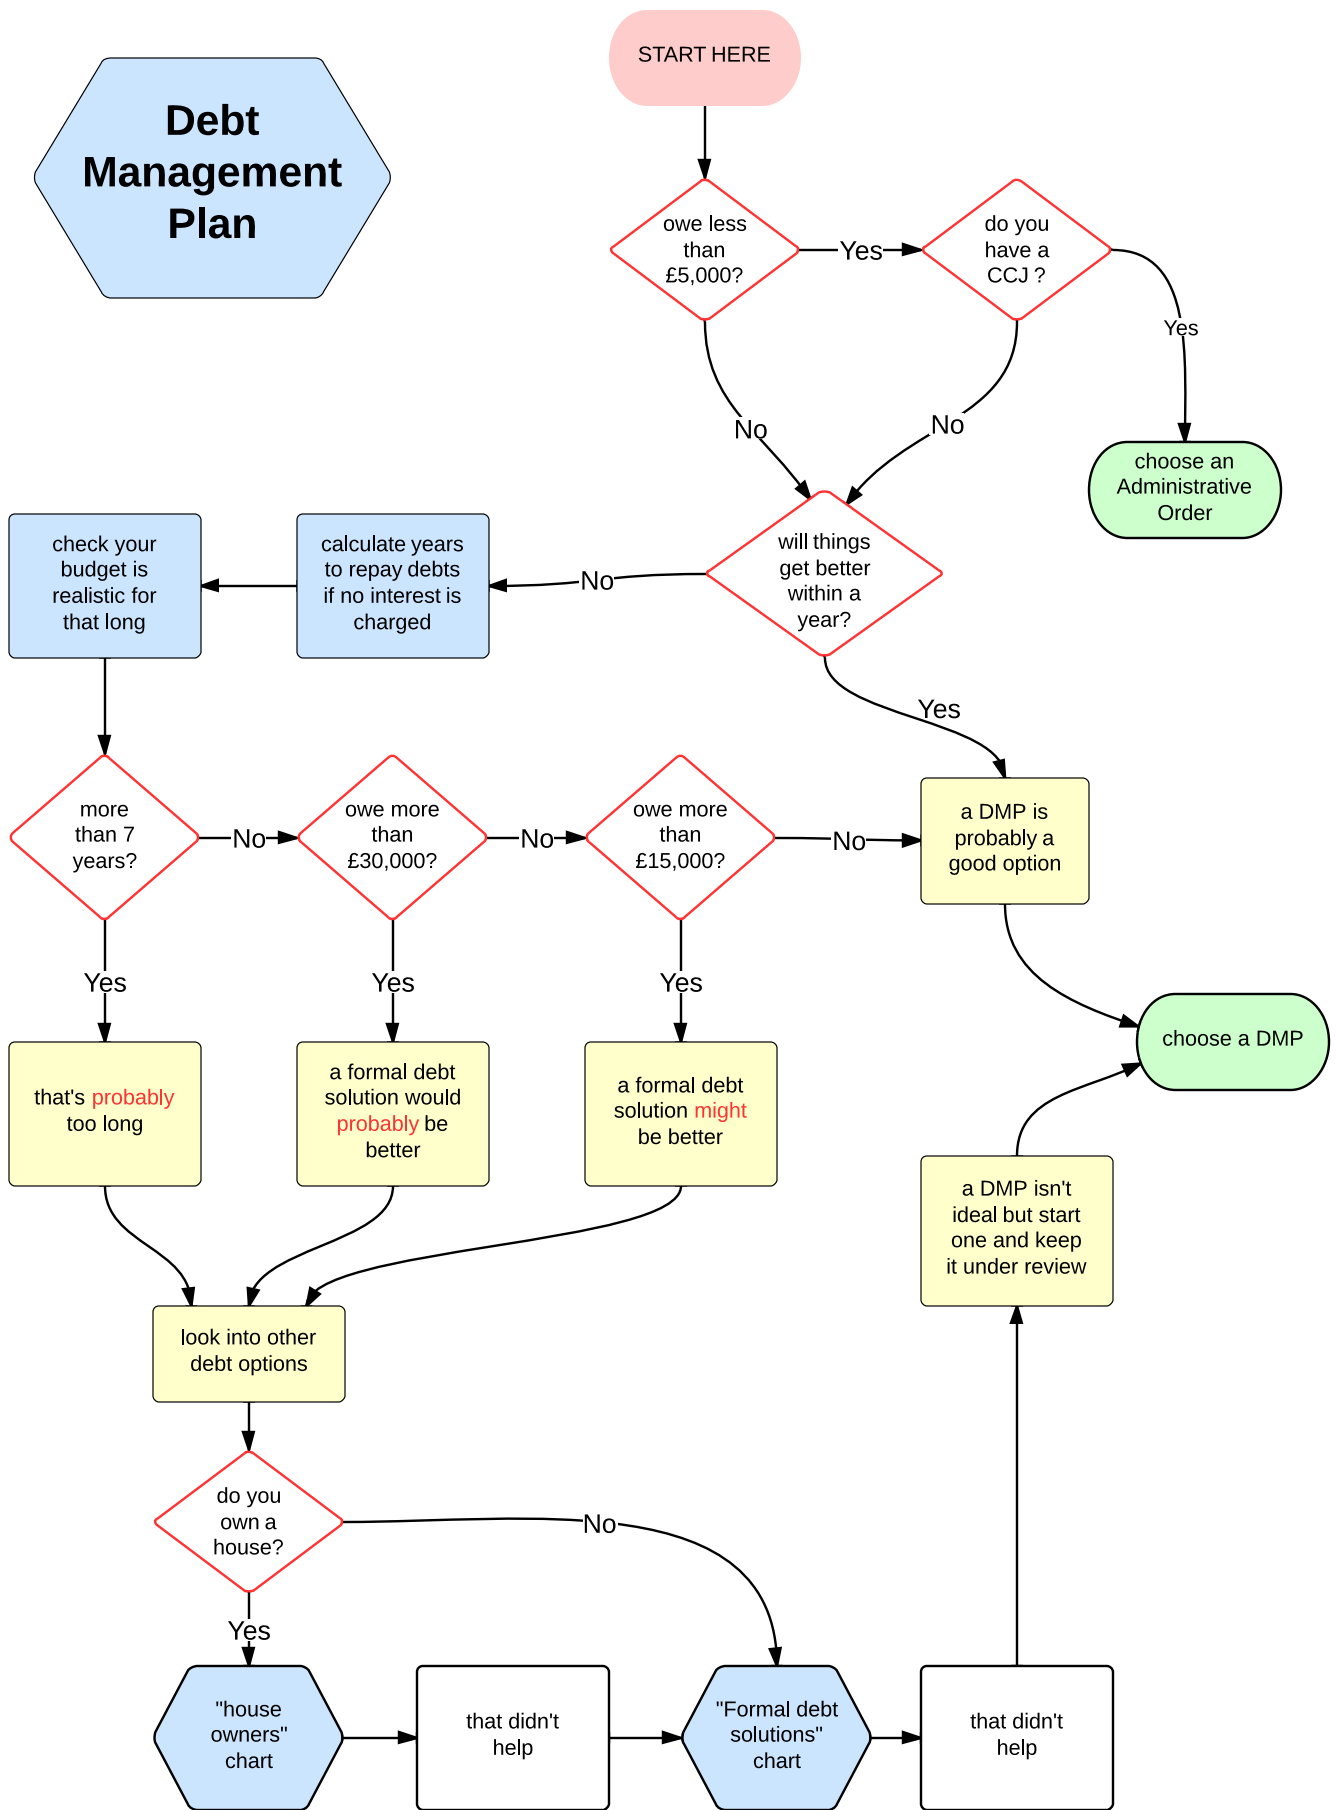 Debt
Management
Plan
START HERE
owe less
than
£5,000?
Yes
do you
have a
CCJ ?
Yes
No
No
choose an
Administrative
Order
check your
budget is
realistic for
that long
calculate years
to repay debts
if no interest is
charged
No
will things
get better
within a
year?
Yes
more
than 7
years?
No
owe more
than
£30,000?
No
owe more
than
£15,000?
No
a DMP is
probably a
good option
Yes
Yes
Yes
choose a DMP
that's probably
too long
a formal debt
solution would
probably be
better
a formal debt
solution might
be better
a DMP isn't
ideal but start
one and keep
it under review
look into other
debt options
do you
own a
house?
No
Yes
"house
owners"
chart
that didn't
help
"Formal debt
solutions"
chart
that didn't
help